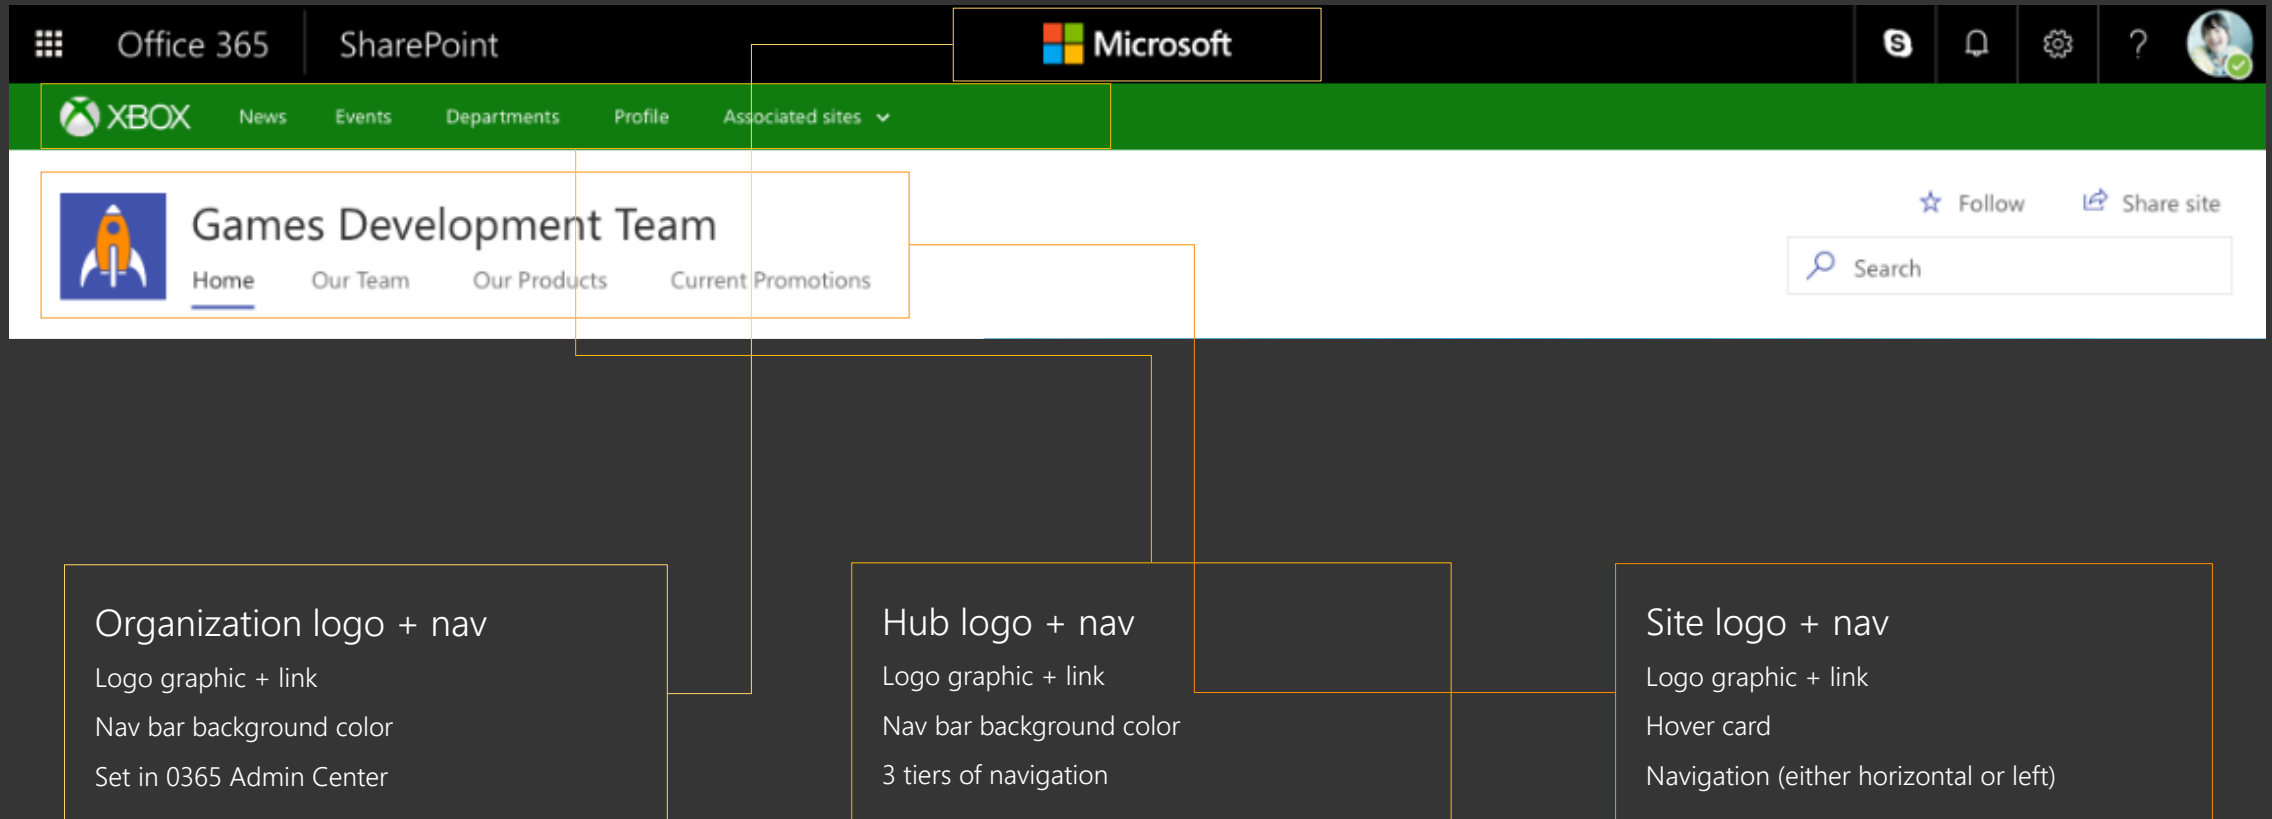 Office 365 SharePoint Microsoft ?
XBOX News Events Departments Profile Associated sites
Games Development Team
Follow Share site
Home Our Team Our Products Current Promotions
Search
Organization logo + nav
Logo graphic + link
Nav bar background color
Set in 0365 Admin Center
Hub logo + nav
Logo graphic + link
Nav bar background color
3 tiers of navigation
Site logo + nav
Logo graphic + link
Hover card
Navigation (either horizontal or left)